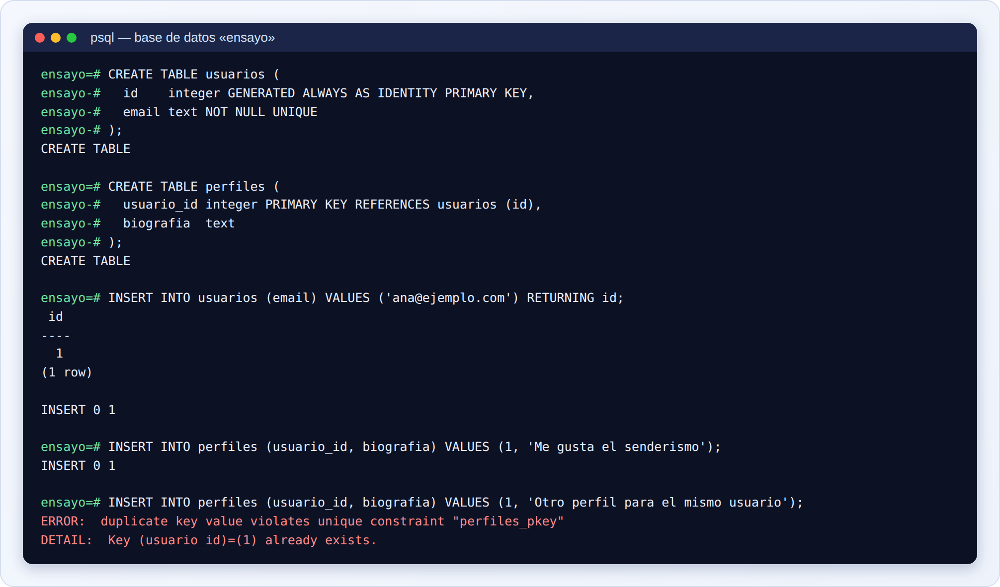 psql — base de datos «ensayo»
ensayo=# CREATE TABLE usuarios (
ensayo-#   id    integer GENERATED ALWAYS AS IDENTITY PRIMARY KEY,
ensayo-#   email text NOT NULL UNIQUE
ensayo-# );
CREATE TABLE
ensayo=# CREATE TABLE perfiles (
ensayo-#   usuario_id integer PRIMARY KEY REFERENCES usuarios (id),
ensayo-#   biografia  text
ensayo-# );
CREATE TABLE
ensayo=# INSERT INTO usuarios (email) VALUES ('ana@ejemplo.com') RETURNING id;
 id
----
  1
(1 row)
INSERT 0 1
ensayo=# INSERT INTO perfiles (usuario_id, biografia) VALUES (1, 'Me gusta el senderismo');
INSERT 0 1
ensayo=# INSERT INTO perfiles (usuario_id, biografia) VALUES (1, 'Otro perfil para el mismo usuario');
ERROR:  duplicate key value violates unique constraint "perfiles_pkey"
DETAIL:  Key (usuario_id)=(1) already exists.